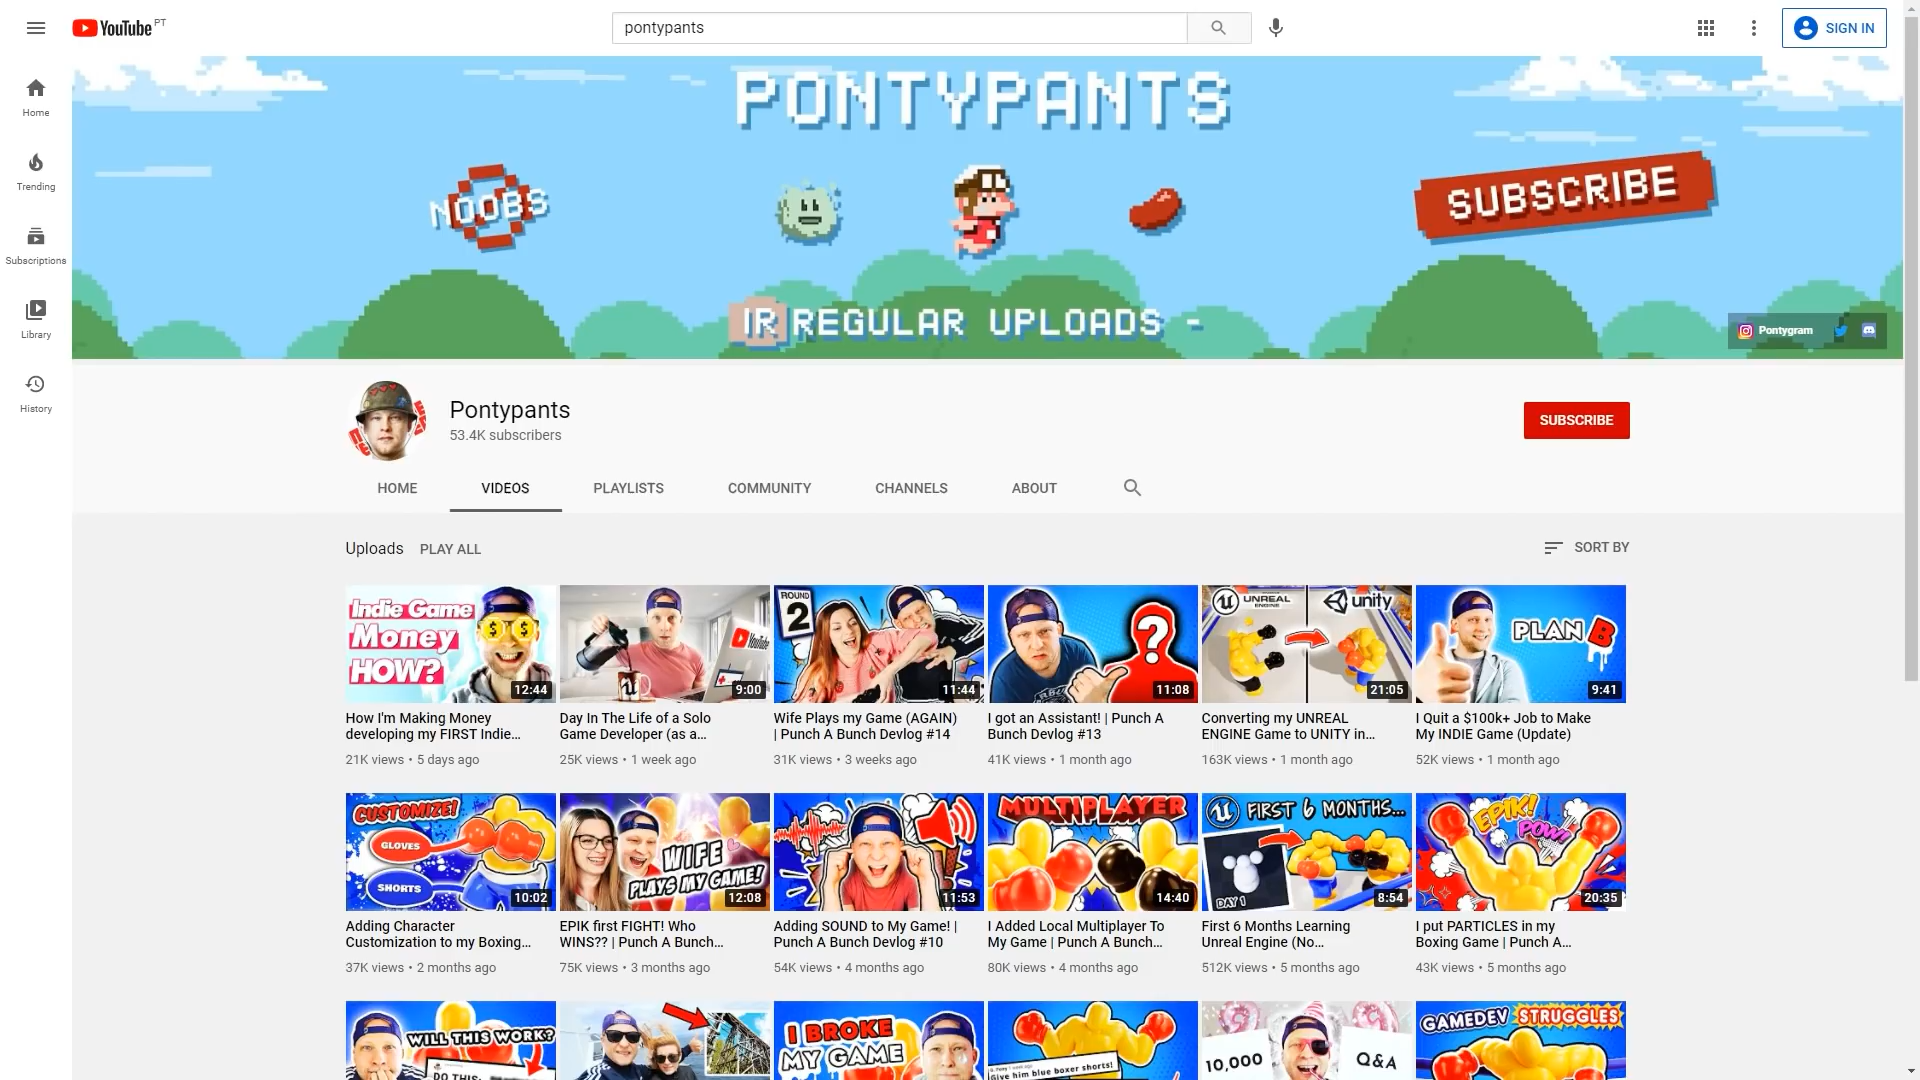 YouTube PT
pontypants
SIGN IN
Home
Trending
Subscriptions
Library
History
PONTYPANTS
NOOBS
SUBSCRIBE
IRREGULAR UPLOADS -
Pontygram
Pontypants
53.4K subscribers
SUBSCRIBE
HOME VIDEOS PLAYLISTS COMMUNITY CHANNELS ABOUT
Uploads PLAY ALL
SORT BY
Indie Game
Money
HOW?
12:44
YouTube
9:00
ROUND
2
11:44
?
11:08
UNREAL
ENGINE
unity
21:05
PLAN B
9:41
How I'm Making Money
developing my FIRST Indie...
21K views • 5 days ago
Day In The Life of a Solo
Game Developer (as a...
25K views • 1 week ago
Wife Plays my Game (AGAIN)
| Punch A Bunch Devlog #14
31K views • 3 weeks ago
I got an Assistant! | Punch A
Bunch Devlog #13
41K views • 1 month ago
Converting my UNREAL
ENGINE Game to UNITY in...
163K views • 1 month ago
I Quit a $100k+ Job to Make
My INDIE Game (Update)
52K views • 1 month ago
CUSTOMIZE!
GLOVES
SHORTS
10:02
WIFE
PLAYS MY GAME!
12:08
11:53
MULTIPLAYER
14:40
FIRST 6 MONTHS...
DAY 1
8:54
EPIK!
POW!
20:35
Adding Character
Customization to my Boxing...
37K views • 2 months ago
EPIK first FIGHT! Who
WINS?? | Punch A Bunch...
75K views • 3 months ago
Adding SOUND to My Game! |
Punch A Bunch Devlog #10
54K views • 4 months ago
I Added Local Multiplayer To
My Game | Punch A Bunch...
80K views • 4 months ago
First 6 Months Learning
Unreal Engine (No...
512K views • 5 months ago
I put PARTICLES in my
Boxing Game | Punch A...
43K views • 5 months ago
WILL THIS WORK?
DO THIS:
I BROKE
MY GAME
Give him blue boxer shorts!
10,000
Q&A
GAMEDEV STRUGGLES